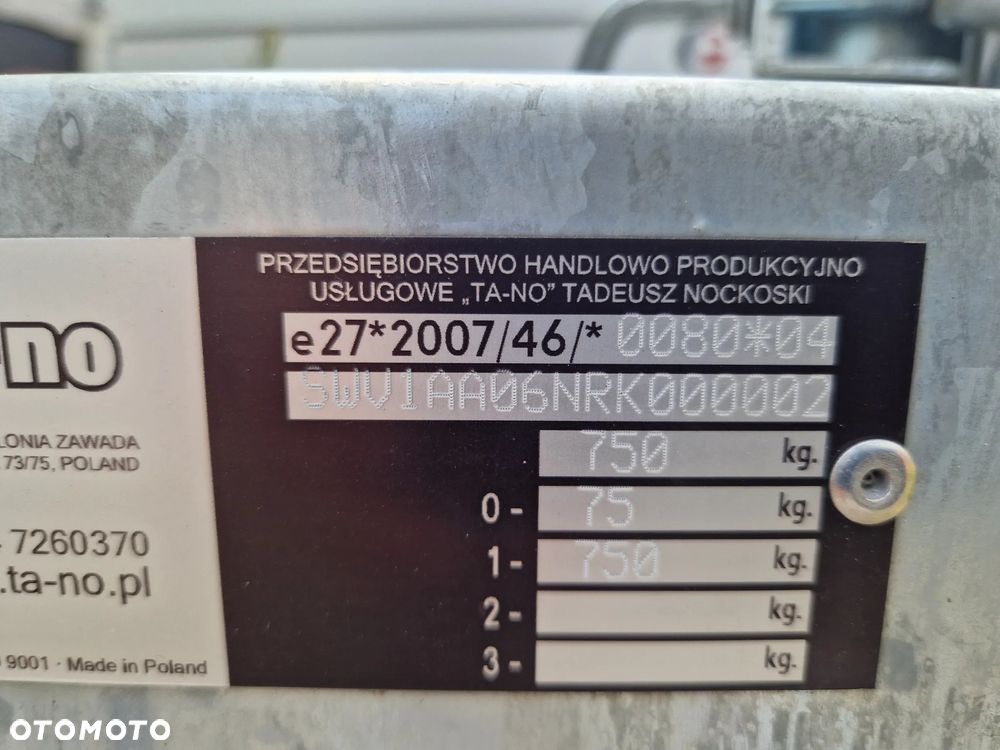 PRZEDSIĘBIORSTWO HANDLOWO PRODUKCYJNO
USŁUGOWE „TA-NO” TADEUSZ NOCKOSKI
e27*2007/46/* 0080*04
SWV1AA06NRK000002
750 kg.
0- 75 kg.
1- 750 kg.
2- kg.
3- kg.
-no
LONIA ZAWADA
73/75, POLAND
7260370
.ta-no.pl
9001 · Made in Poland
OTOMOTO